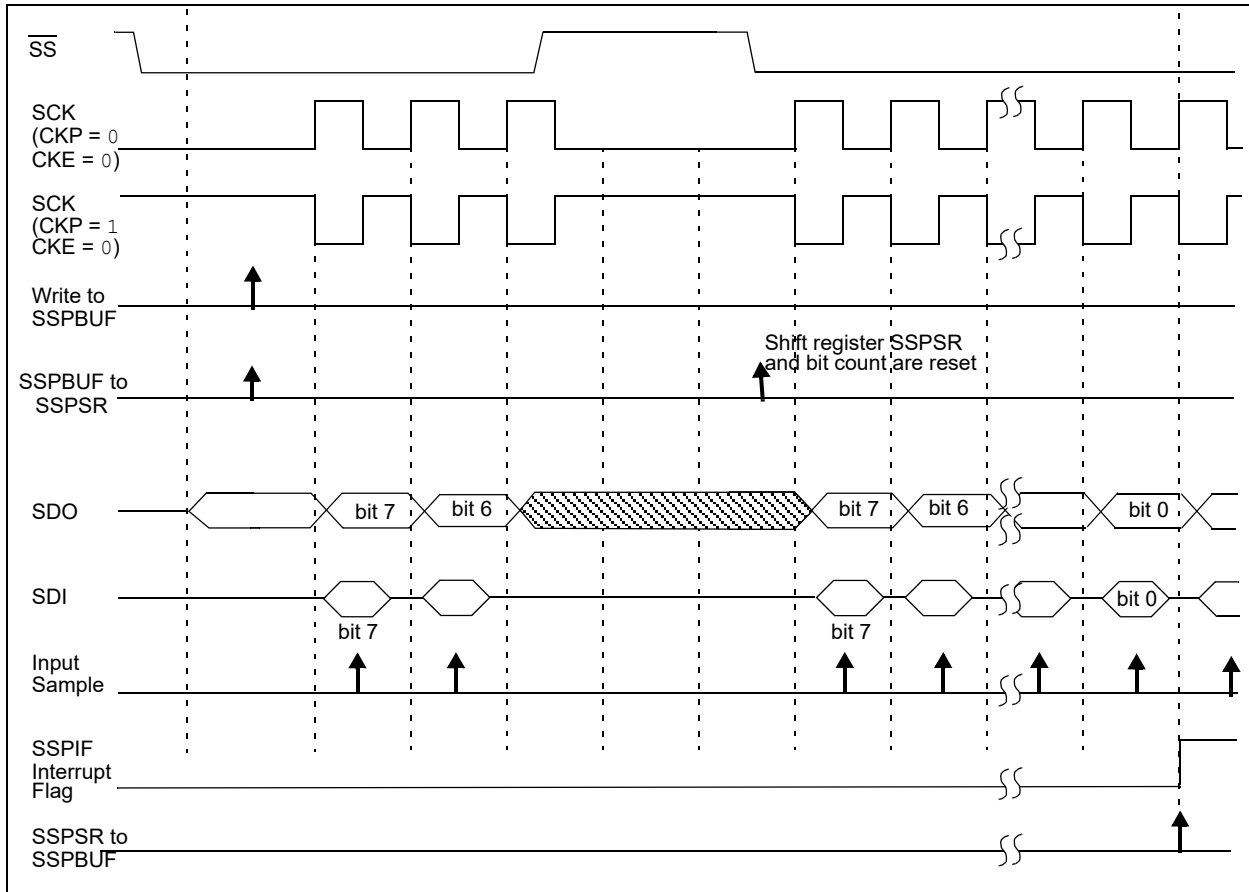 SS
SCK
(CKP = 0
CKE = 0)
SCK
(CKP = 1
CKE = 0)
Write to
SSPBUF
Shift register SSPSR
and bit count are reset
SSPBUF to
SSPSR
SDO
bit 7
bit 6
bit 7
bit 6
bit 0
SDI
bit 0
bit 7
bit 7
Input
Sample
SSPIF
Interrupt
Flag
SSPSR to
SSPBUF